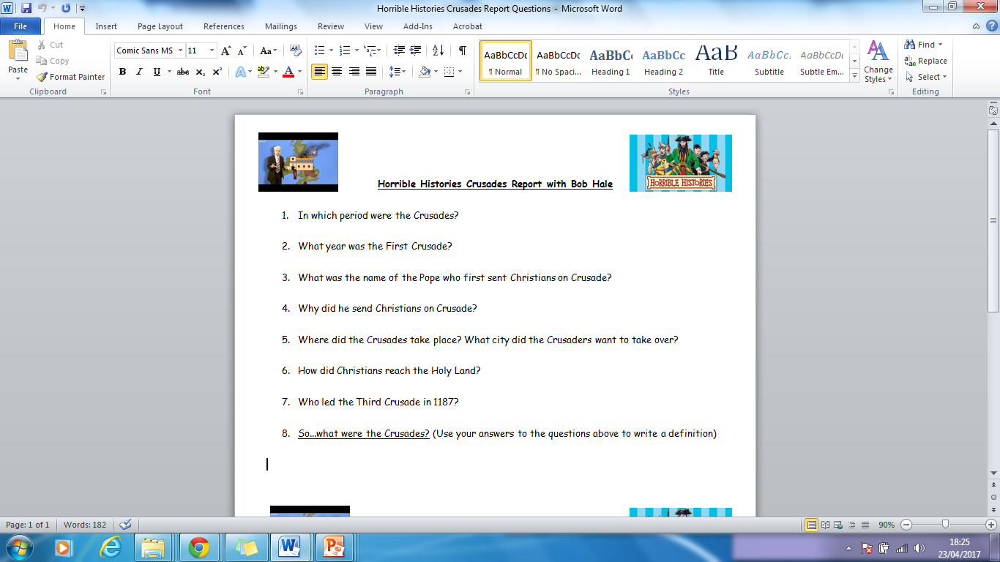 Horrible Histories Crusades Report Questions - Microsoft Word
File Home Insert Page Layout References Mailings Review View Add-Ins Acrobat
Paste
Cut
Copy
Format Painter
Clipboard
Comic Sans MS 11
Font
Paragraph
AaBbCcDc AaBbCcDc AaBbCc AaBbCc AaB AaBbCc. AaBbCcDc
¶ Normal ¶ No Spaci... Heading 1 Heading 2 Title Subtitle Subtle Em...
Change
Styles
Styles
Find
Replace
Select
Editing
HORRIBLE HISTORIES
Horrible Histories Crusades Report with Bob Hale
1. In which period were the Crusades?
2. What year was the First Crusade?
3. What was the name of the Pope who first sent Christians on Crusade?
4. Why did he send Christians on Crusade?
5. Where did the Crusades take place? What city did the Crusaders want to take over?
6. How did Christians reach the Holy Land?
7. Who led the Third Crusade in 1187?
8. So...what were the Crusades? (Use your answers to the questions above to write a definition)
Page: 1 of 1 Words: 182 90%
18:25
23/04/2017